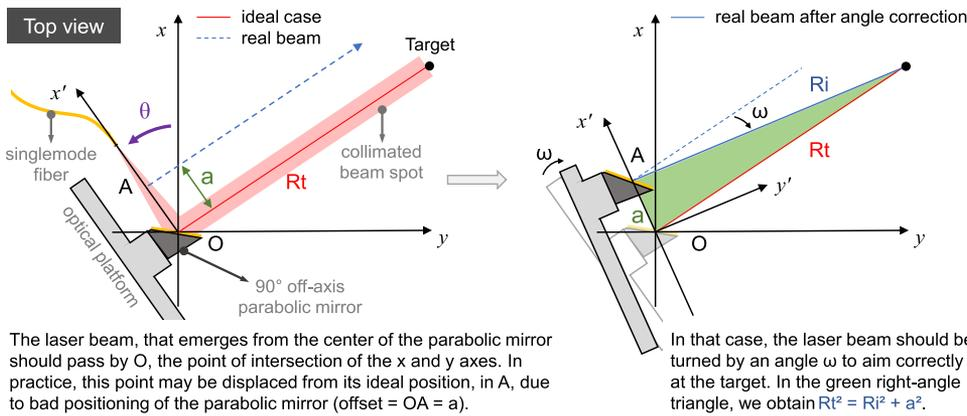 Top view
x
ideal case
real beam
Target
x'
θ
singlemode
fiber
A
a
Rt
collimated
beam spot
O
y
optical platform
90° off-axis
parabolic mirror
x
real beam after angle correction
Ri
ω
x'
ω
A
Rt
a
y'
O
y
The laser beam, that emerges from the center of the parabolic mirror
should pass by O, the point of intersection of the x and y axes. In
practice, this point may be displaced from its ideal position, in A, due
to bad positioning of the parabolic mirror (offset = OA = a).
In that case, the laser beam should be
turned by an angle ω to aim correctly
at the target. In the green right-angle
triangle, we obtain Rt² = Ri² + a².